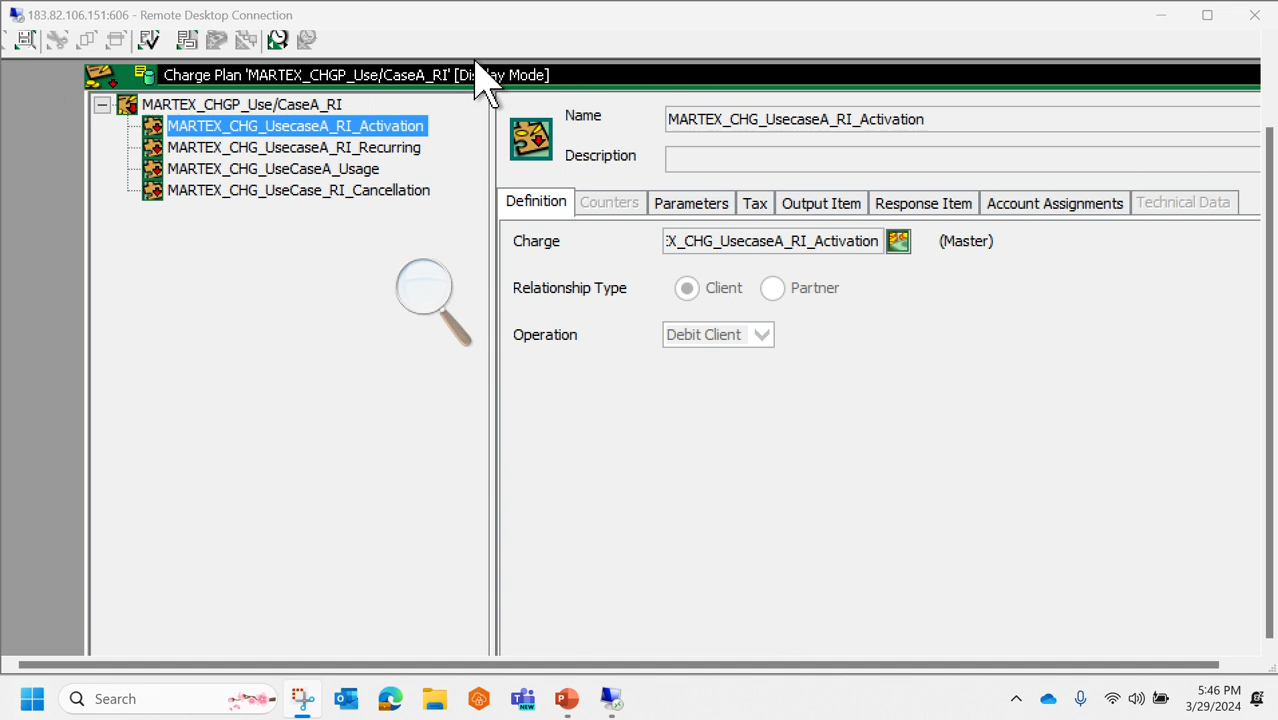 183.82.106.151:606 - Remote Desktop Connection
Charge Plan 'MARTEX_CHGP_Use/CaseA_RI' [Display Mode]
MARTEX_CHGP_Use/CaseA_RI
MARTEX_CHG_UsecaseA_RI_Activation
MARTEX_CHG_UsecaseA_RI_Recurring
MARTEX_CHG_UseCaseA_Usage
MARTEX_CHG_UseCase_RI_Cancellation
Name
MARTEX_CHG_UsecaseA_RI_Activation
Description
Definition Counters Parameters Tax Output Item Response Item Account Assignments Technical Data
Charge :X_CHG_UsecaseA_RI_Activation (Master)
Relationship Type Client Partner
Operation Debit Client
Search
NEW
5:46 PM
3/29/2024